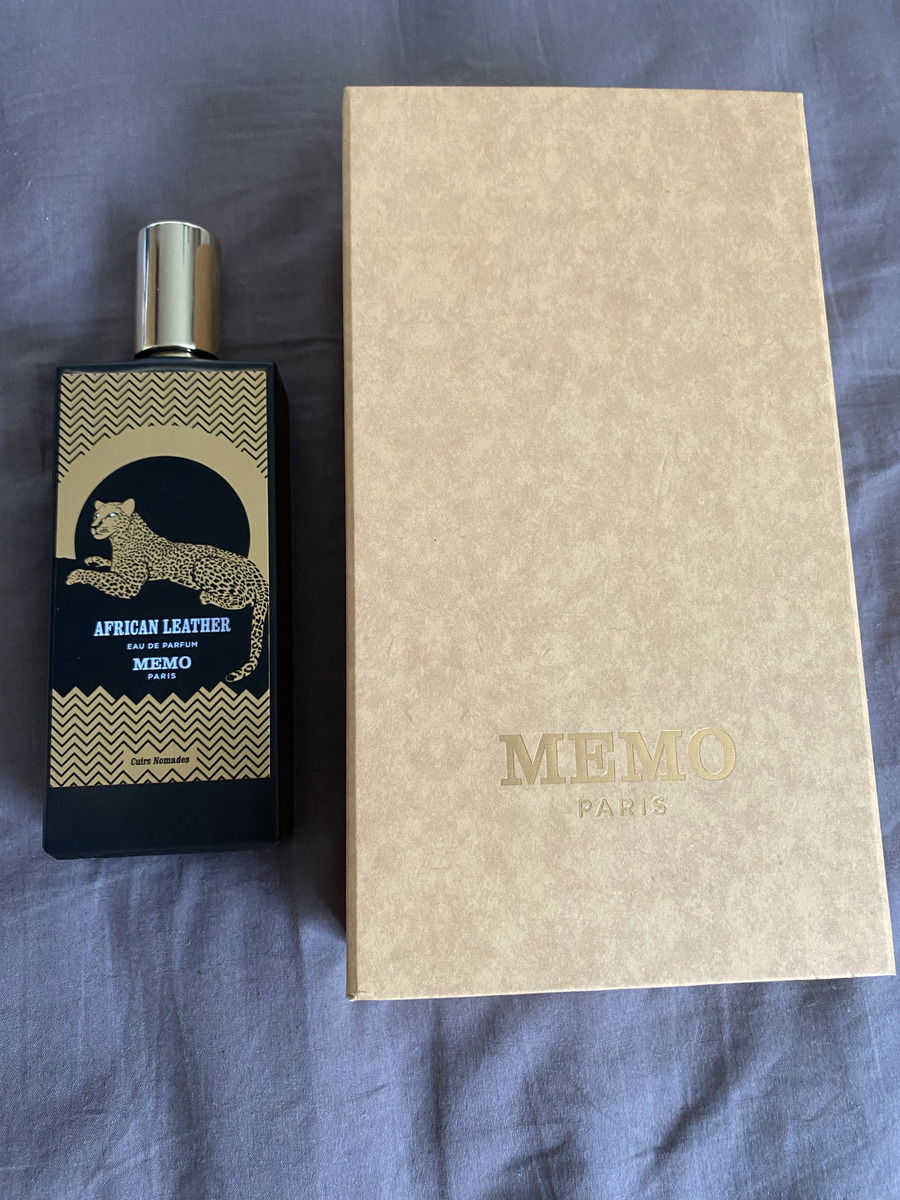 AFRICAN LEATHER
EAU DE PARFUM
MEMO
PARIS
Cuirs Nomades
MEMO
PARIS